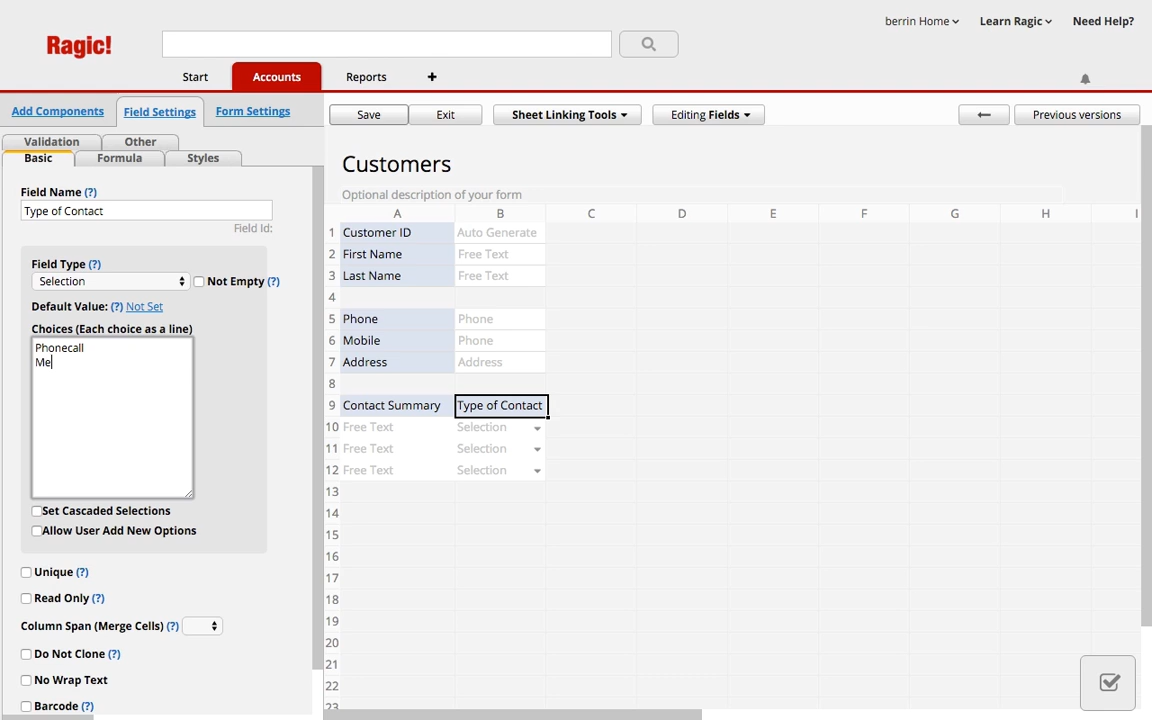 berrin Home Learn Ragic Need Help?
Ragic!
Start Accounts Reports +
Add Components Field Settings Form Settings
Save Exit Sheet Linking Tools Editing Fields Previous versions
Validation Other
Basic Formula Styles
Customers
Optional description of your form
Field Name (?)
Type of Contact
Field Id:
Field Type (?)
Selection Not Empty (?)
Default Value: (?) Not Set
Choices (Each choice as a line)
Phonecall
Me
Set Cascaded Selections
Allow User Add New Options
Unique (?)
Read Only (?)
Column Span (Merge Cells) (?)
Do Not Clone (?)
No Wrap Text
Barcode (?)
A B C D E F G H I
1 Customer ID Auto Generate
2 First Name Free Text
3 Last Name Free Text
4
5 Phone Phone
6 Mobile Phone
7 Address Address
8
9 Contact Summary Type of Contact
10 Free Text Selection
11 Free Text Selection
12 Free Text Selection
13
14
15
16
17
18
19
20
21
22
23